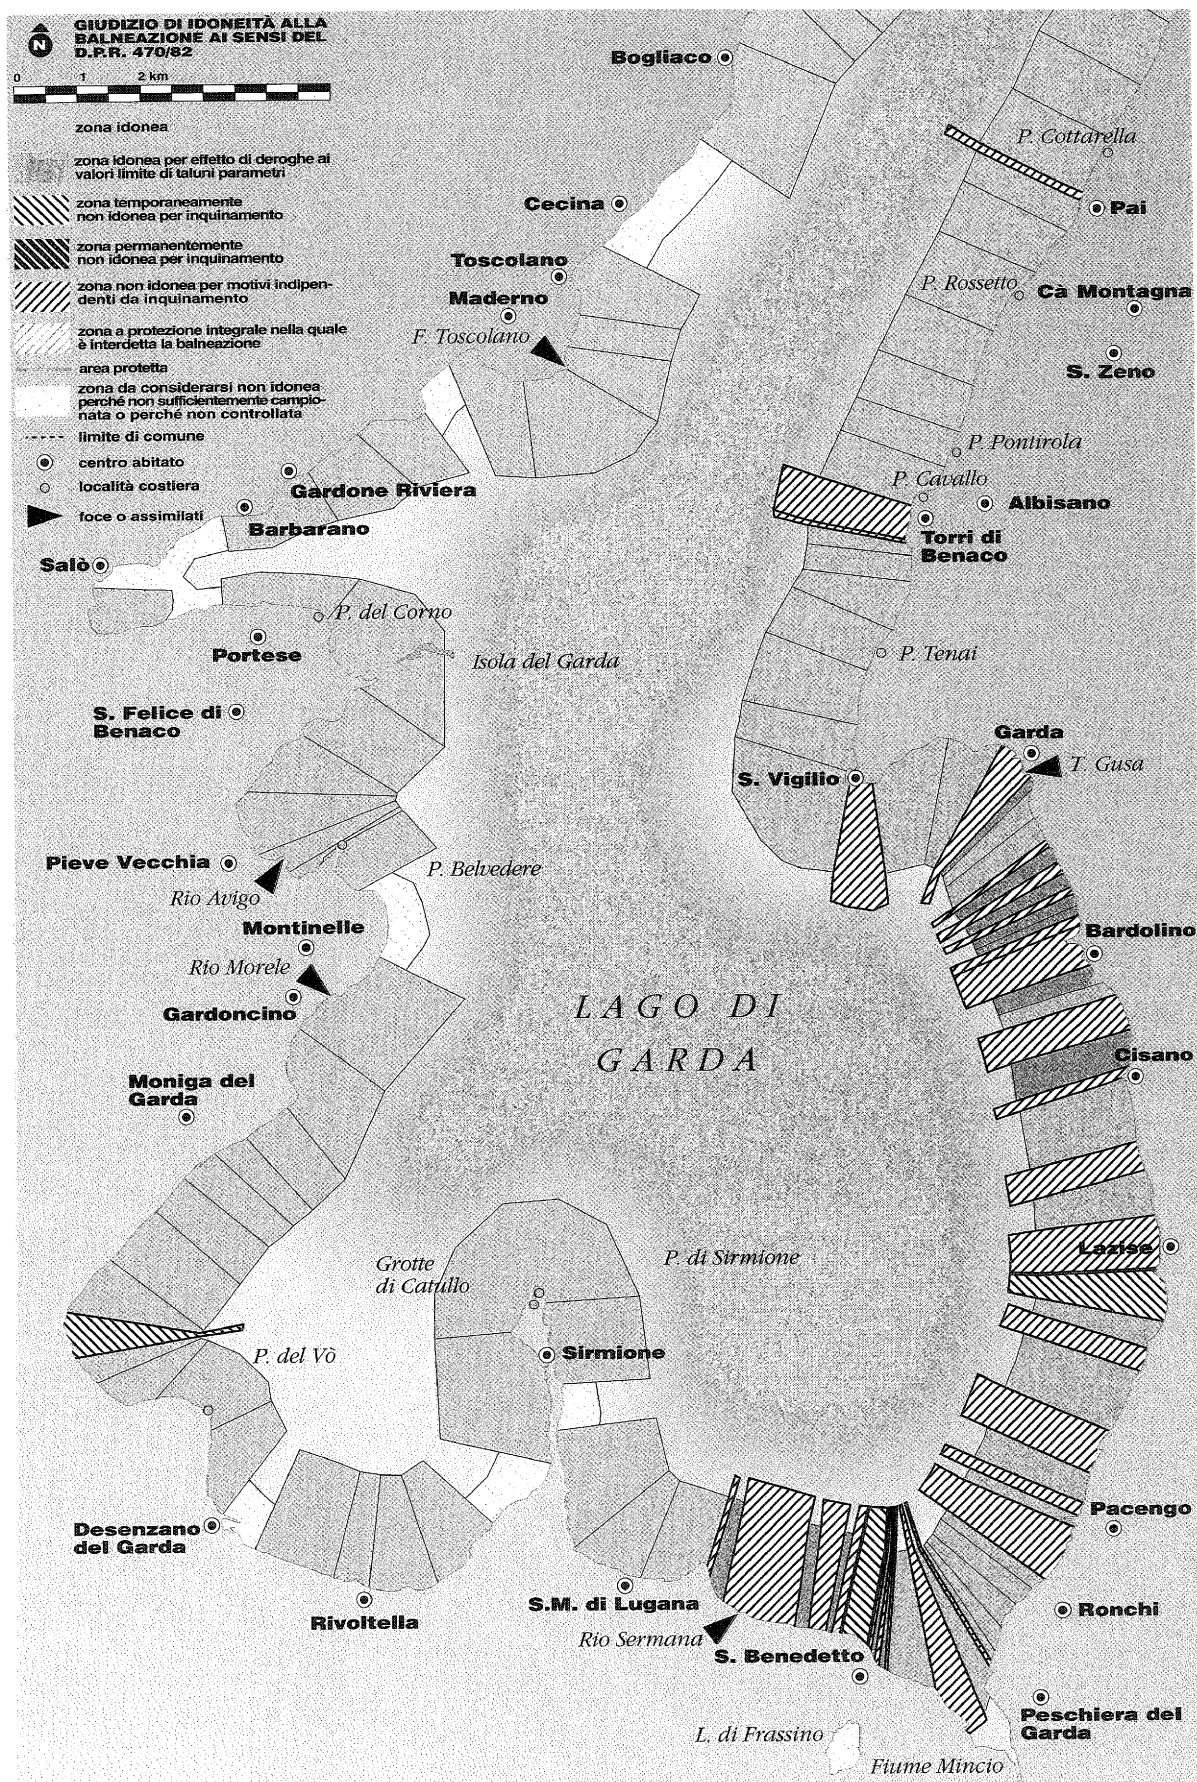 GIUDIZIO DI IDONEITÀ ALLA
BALNEAZIONE AI SENSI DEL
D.P.R. 470/82
N
0 1 2 km
zona idonea
zona idonea per effetto di deroghe ai
valori limite di taluni parametri
zona temporaneamente
non idonea per inquinamento
zona permanentemente
non idonea per inquinamento
zona non idonea per motivi indipen-
denti da inquinamento
zona a protezione integrale nella quale
è interdetta la balneazione
area protetta
zona da considerarsi non idonea
perché non sufficientemente campio-
nata o perché non controllata
limite di comune
centro abitato
località costiera
foce o assimilati
Bogliaco
P. Cottarella
Cecina
Pai
Toscolano
Maderno
F. Toscolano
P. Rossetto
Cà Montagna
S. Zeno
P. Pontirola
P. Cavallo
Albisano
Gardone Riviera
Barbarano
Torri di
Benaco
Salò
P. del Corno
Portese
Isola del Garda
P. Tenai
S. Felice di
Benaco
Garda
T. Gusa
S. Vigilio
Pieve Vecchia
P. Belvedere
Rio Avigo
Montinelle
Bardolino
Rio Morele
Gardoncino
LAGO DI
GARDA
Cisano
Moniga del
Garda
Lazise
Grotte
di Catullo
P. di Sirmione
P. del Vò
Sirmione
Desenzano
del Garda
Pacengo
Rivoltella
S.M. di Lugana
Ronchi
Rio Sermana
S. Benedetto
Peschiera del
Garda
L. di Frassino
Fiume Mincio